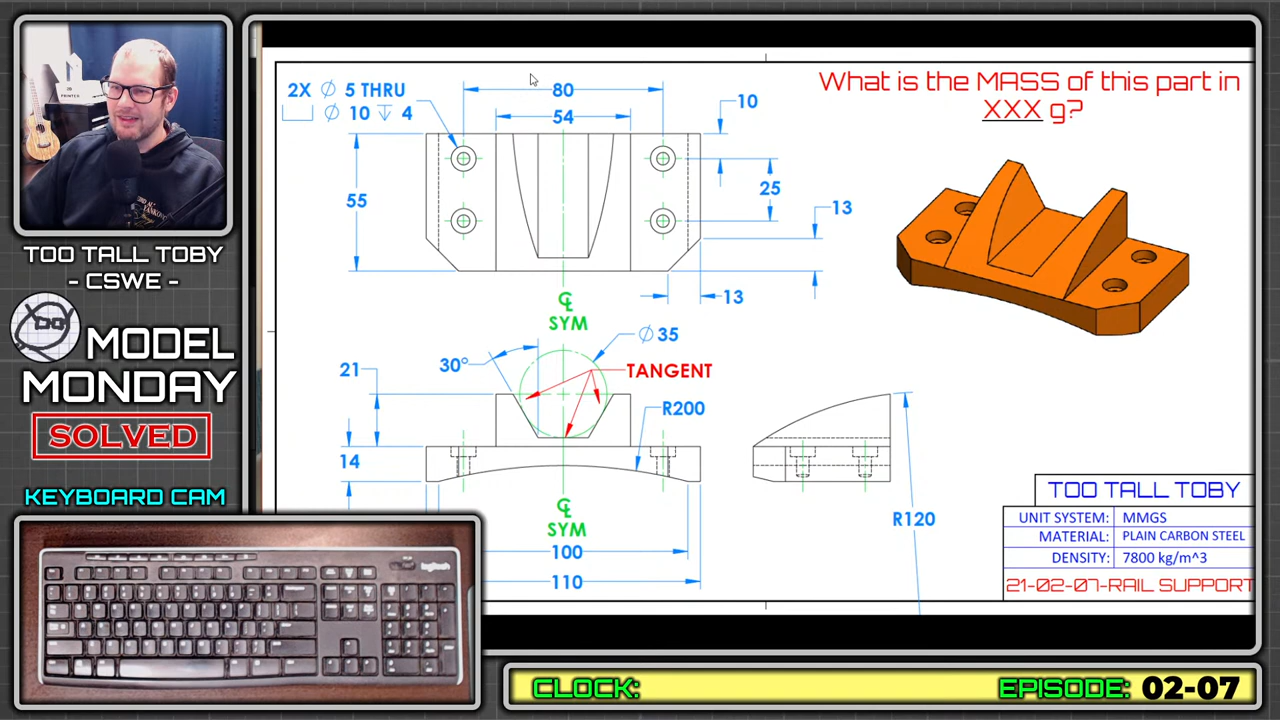 2X Ø 5 THRU
⌴ Ø 10 ↧ 4
80
54
10
25
55
13
13
℄
SYM
What is the MASS of this part in
XXX g?
TOO TALL TOBY
- CSWE -
MODEL
MONDAY
SOLVED
KEYBOARD CAM
Ø 35
30°
TANGENT
21
R200
14
℄
SYM
100
110
R120
TOO TALL TOBY
UNIT SYSTEM: MMGS
MATERIAL: PLAIN CARBON STEEL
DENSITY: 7800 kg/m^3
21-02-07-RAIL SUPPORT
logitech
CLOCK:
EPISODE: 02-07